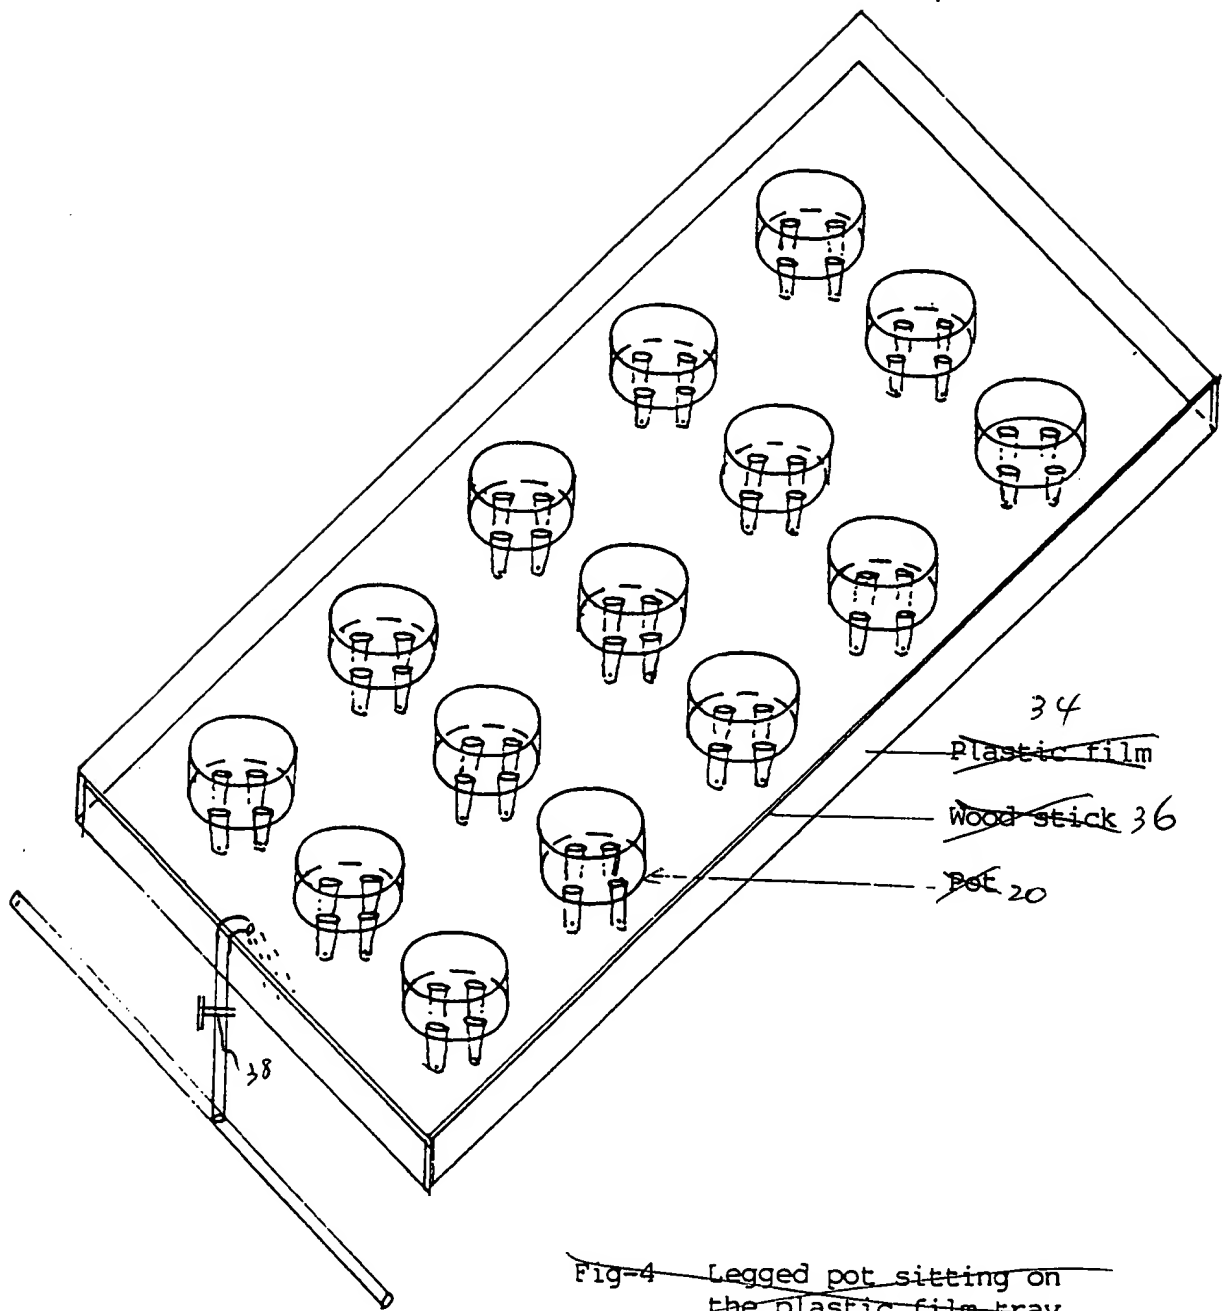 34
Plastic film
Wood stick 36
Pot 20
38
Fig-4 Legged pot sitting on
the plastic film tray